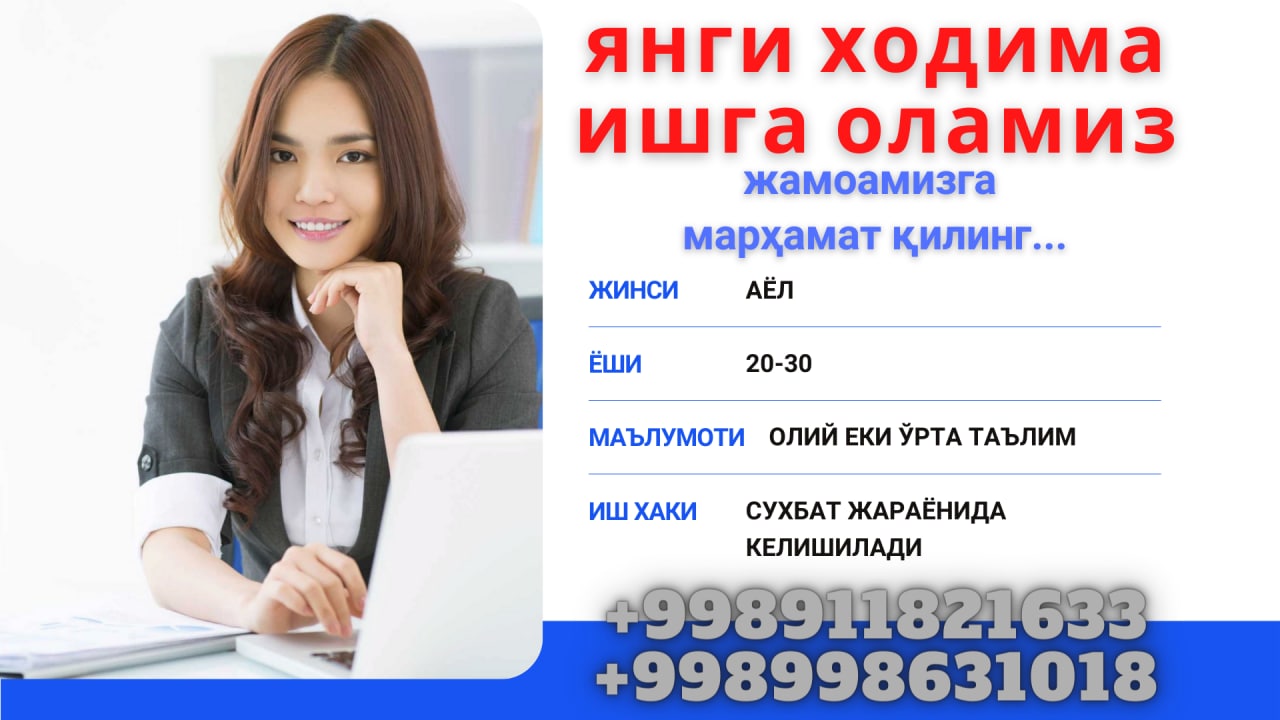 янги ходима
ишга оламиз
жамоамизга
марҳамат қилинг...
ЖИНСИ АЁЛ
ЁШИ 20-30
МАЪЛУМОТИ ОЛИЙ ЕКИ ЎРТА ТАЪЛИМ
ИШ ХАКИ СУХБАТ ЖАРАЁНИДА
КЕЛИШИЛАДИ
+998911821633
+998998631018